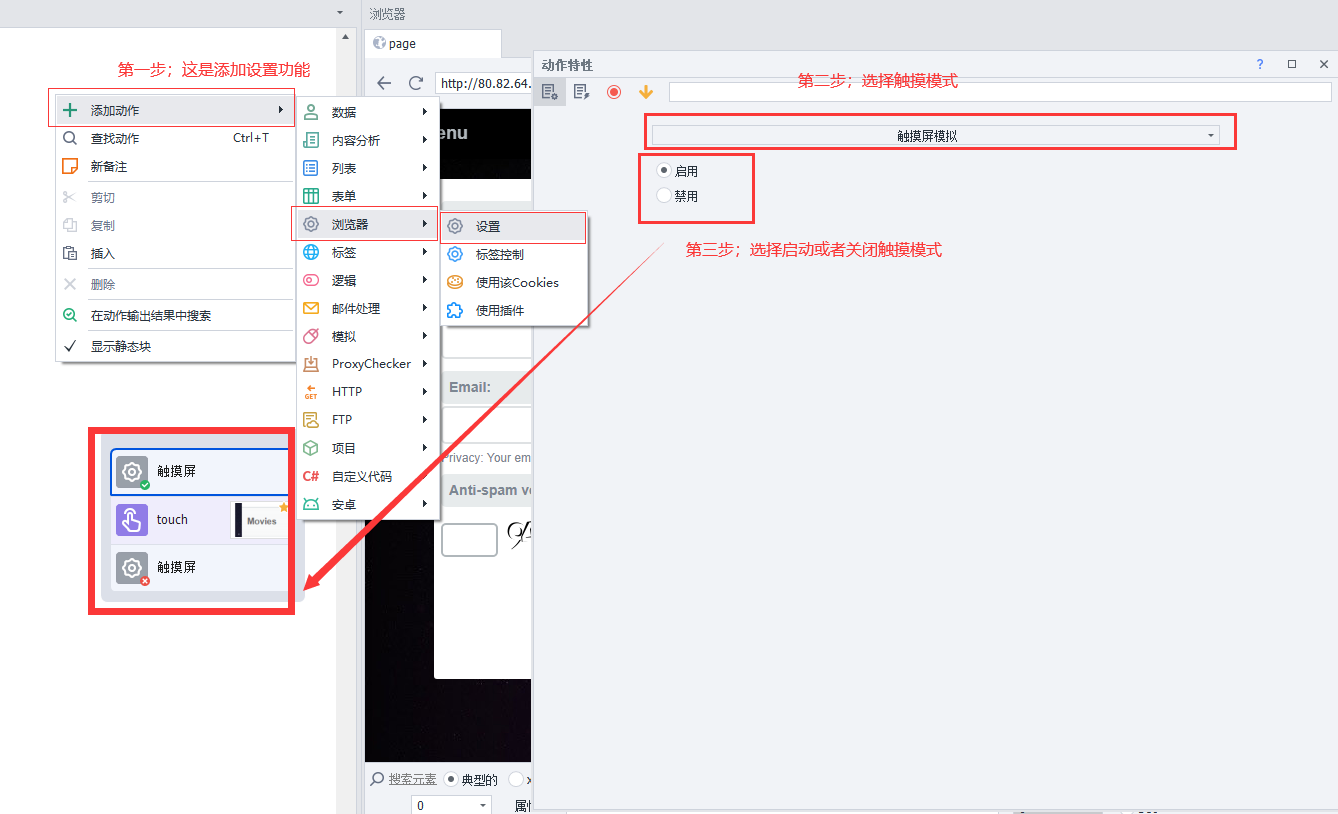 浏览器
page
http://80.82.64.
第一步；这是添加设置功能
添加动作
查找动作 Ctrl+T
新备注
剪切
复制
插入
删除
在动作输出结果中搜索
显示静态块
数据
内容分析
列表
表单
浏览器
标签
逻辑
邮件处理
模拟
ProxyChecker
HTTP
FTP
项目
C# 自定义代码
安卓
GET
设置
标签控制
使用该Cookies
使用插件
动作特性
?
第二步；选择触摸模式
触摸屏模拟
启用
禁用
第三步；选择启动或者关闭触摸模式
触摸屏
touch
Movies
触摸屏
enu
Email:
Privacy: Your em
Anti-spam v
搜索元素
典型的
x
0
属性